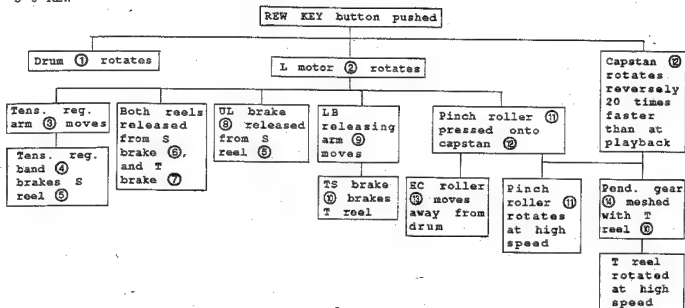 REW KEY button pushed
Drum ① rotates
L motor ② rotates
Capstan ⑫
rotates
reversely
20 times
faster
than at
playback
Tens. reg.
arm ③ moves
Both reels
released
from S
brake ⑥,
and T
brake ⑦
UL brake
⑧ released
from S
reel ⑤
LB
releasing
arm ⑨
moves
Pinch roller ⑪
pressed onto
capstan ⑫
Tens. reg.
band ④
brakes S
reel ⑤
TS brake
⑩ brakes
T reel
EC roller
⑬ moves
away from
drum
Pinch
roller ⑪
rotates
at high
speed
Pend. gear
⑭ meshed
with T
reel ⑩
T reel
rotated
at high
speed